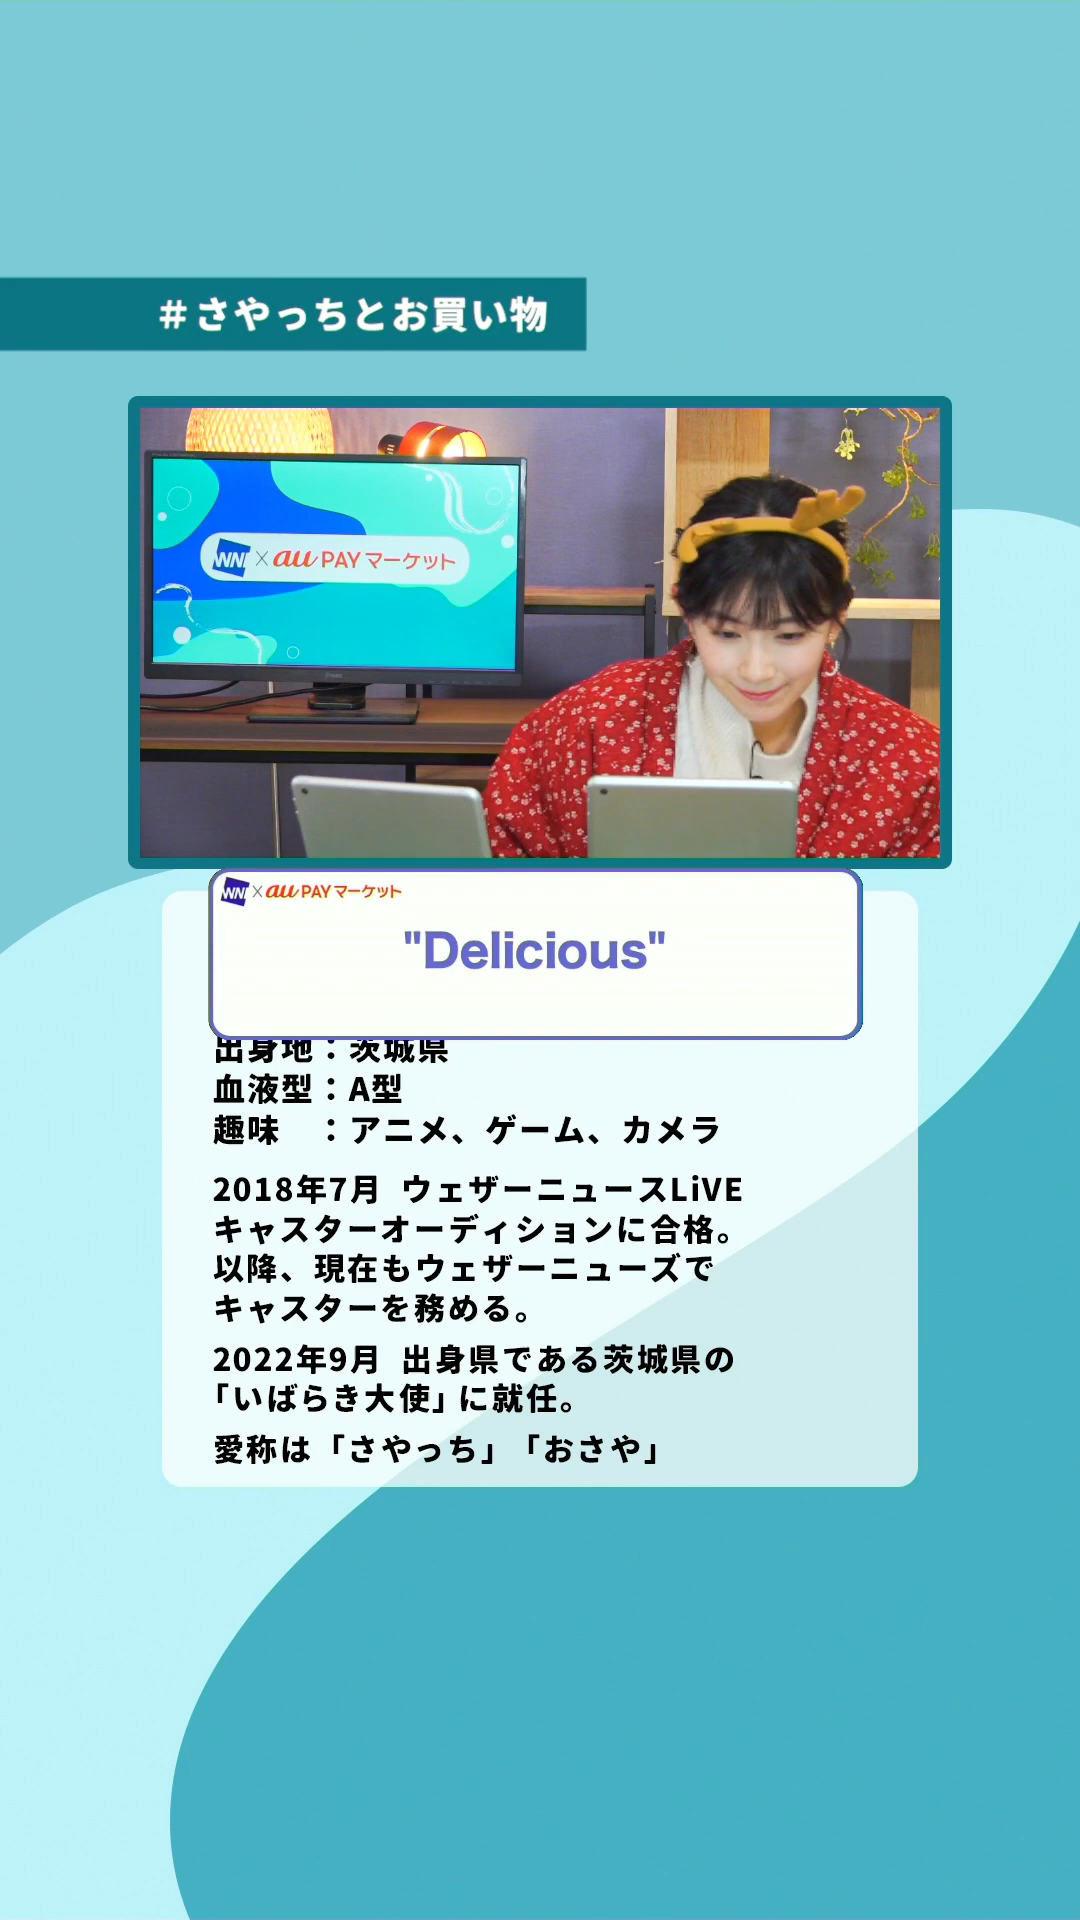 #さやっちとお買い物
WNI×au PAY マーケット
WNI×au PAY マーケット
"Delicious"
出身地：茨城県
血液型：A型
趣味　：アニメ、ゲーム、カメラ
2018年7月 ウェザーニュースLiVE
キャスターオーディションに合格。
以降、現在もウェザーニューズで
キャスターを務める。
2022年9月 出身県である茨城県の
「いばらき大使」に就任。
愛称は「さやっち」「おさや」